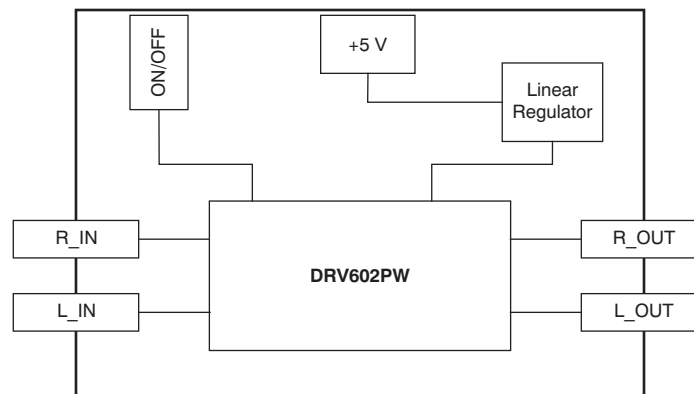 ON/OFF
+5 V
Linear
Regulator
R_IN
R_OUT
DRV602PW
L_IN
L_OUT